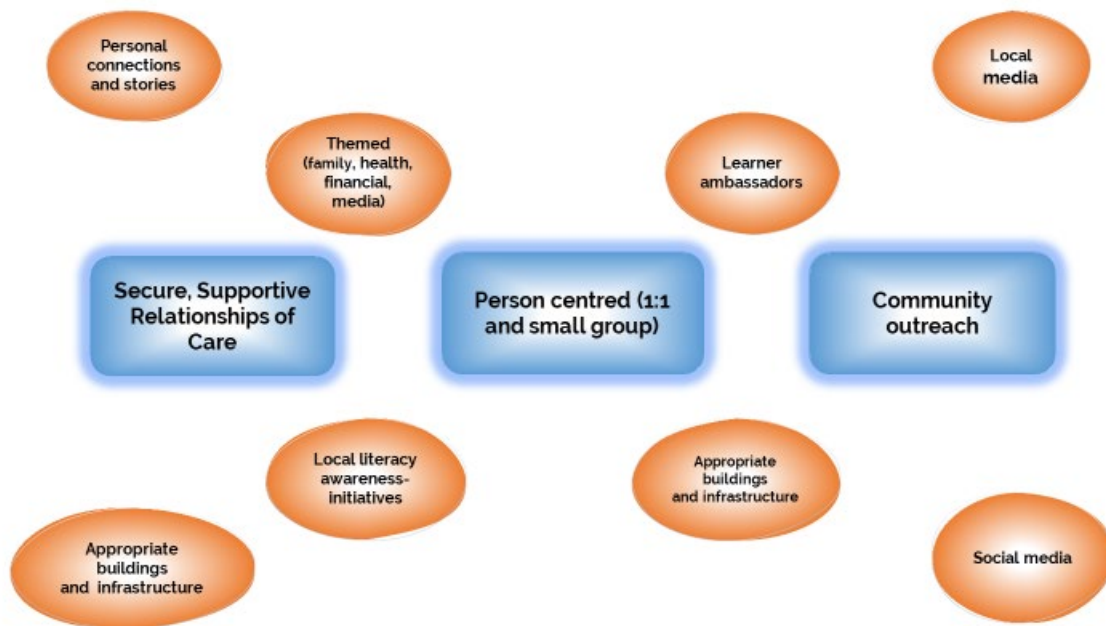 Personal
connections
and stories
Local
media
Themed
(family, health,
financial,
media)
Learner
ambassadors
Secure, Supportive
Relationships of
Care
Person centred (1:1
and small group)
Community
outreach
Local literacy
awareness-
initiatives
Appropriate
buildings
and infrastructure
Appropriate
buildings
and infrastructure
Social media